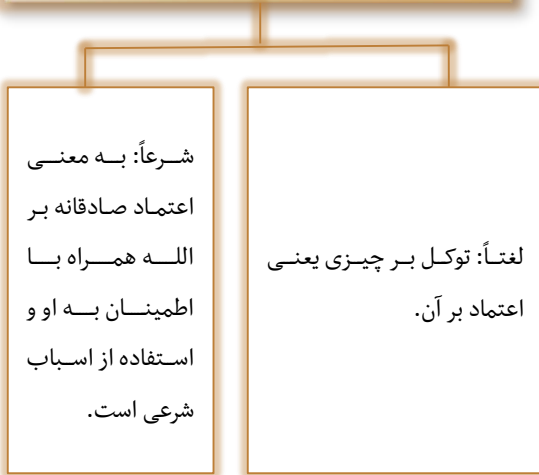 لغتاً: توکل بر چیزی یعنی
اعتماد بر آن.
شرعاً: به معنی
اعتماد صادقانه بر
الله همراه با
اطمینان به او و
استفاده از اسباب
شرعی است.